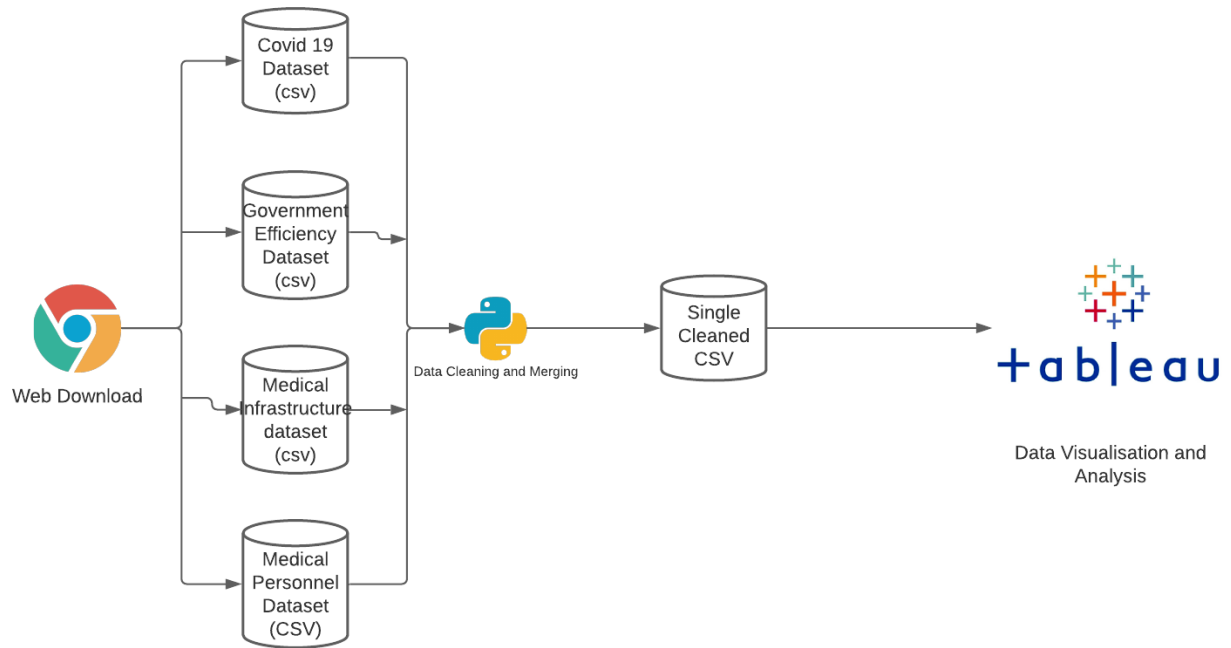 Covid 19
Dataset
(csv)
Government
Efficiency
Dataset
(csv)
Web Download
Medical
Infrastructure
dataset
(csv)
Medical
Personnel
Dataset
(CSV)
Data Cleaning and Merging
Single
Cleaned
CSV
+ableau
Data Visualisation and
Analysis